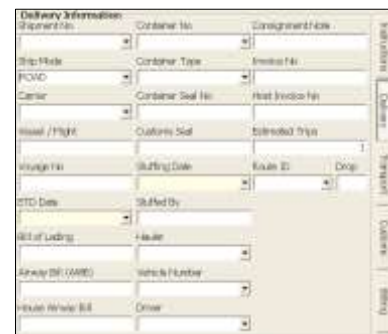 Delivery Information
Shipment No Container No Consignment Note
Ship Mode Container Type Invoice No
ROAD
Carrier Container Seal No Host Invoice No
Vessel / Flight Customs Seal Estimated Trips
1
Voyage No Stuffing Date Route ID Drop
ETD Date Stuffed By
Bill of Lading Haulier
Airway Bill (AWB) Vehicle Number
House Airway Bill Driver
Instructions
Delivery
Transport
Customs
Billing